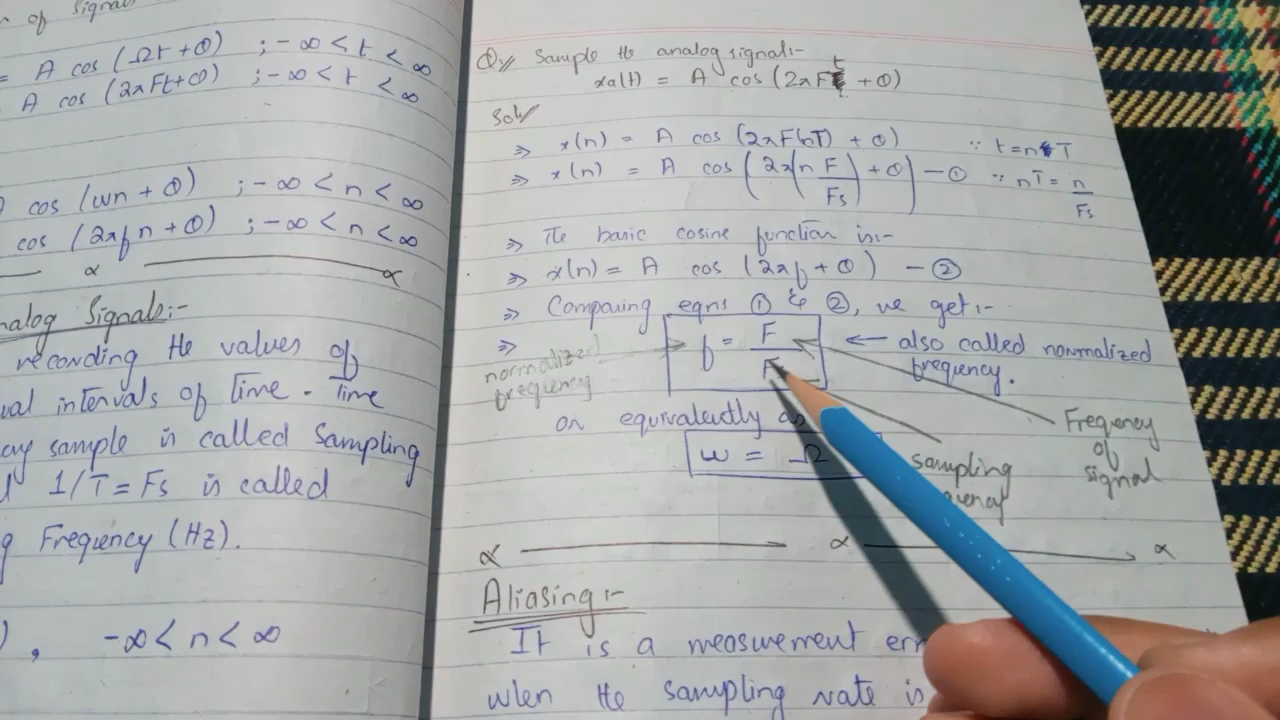 of Signal
= A cos (Ωt + θ) ; -∞ < t < ∞
A cos (2πFt + θ) ; -∞ < t < ∞
) cos (ωn + θ) ; -∞ < n < ∞
cos (2πfn + θ) ; -∞ < n < ∞
α α
nalog Signals:-
recording the values of
intervals of time. Time
sample is called Sampling
1/T = Fs is called
Frequency (Hz).
), -∞ < n < ∞
Q// Sample the analog signal:-
xa(t) = A cos (2πFt + θ)
Sol//
⇒ x(n) = A cos (2πF(nT) + θ) ∵ t = nT
⇒ x(n) = A cos (2π(n F/Fs) + θ) — ① ∵ nT = n/Fs
⇒ The basic cosine function is:-
⇒ x(n) = A cos (2πf + θ) — ②
⇒ Comparing eqns ① & ②, we get:-
⇒ f = F/F ← also called normalized
frequency.
normalized
frequency
or equivalently as
Frequency
of
signal
ω = Ω
sampling
α α α
Aliasing:-
It is a measurement err
when the sampling rate is